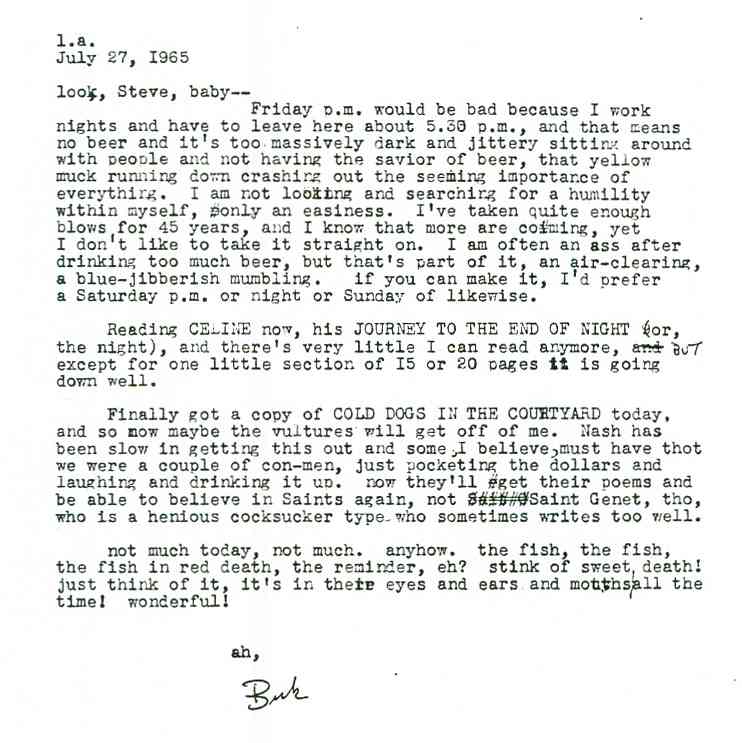 l.a.
July 27, I965
look, Steve, baby--
Friday p.m. would be bad because I work
nights and have to leave here about 5.30 p.m., and that means
no beer and it's too massively dark and jittery sitting around
with people and not having the savior of beer, that yellow
muck running down crashing out the seeming importance of
everything. I am not looking and searching for a humility
within myself, only an easiness. I've taken quite enough
blows for 45 years, and I know that more are coming, yet
I don't like to take it straight on. I am often an ass after
drinking too much beer, but that's part of it, an air-clearing,
a blue-jibberish mumbling. if you can make it, I'd prefer
a Saturday p.m. or night or Sunday of likewise.
Reading CELINE now, his JOURNEY TO THE END OF NIGHT (or,
the night), and there's very little I can read anymore, and BUT
except for one little section of I5 or 20 pages it is going
down well.
Finally got a copy of COLD DOGS IN THE COURTYARD today,
and so now maybe the vultures will get off of me. Nash has
been slow in getting this out and some, I believe, must have thot
we were a couple of con-men, just pocketing the dollars and
laughing and drinking it up. now they'll get their poems and
be able to believe in Saints again, not Saint Genet, tho,
who is a henious cocksucker type who sometimes writes too well.
not much today, not much. anyhow. the fish, the fish,
the fish in red death, the reminder, eh? stink of sweet death!
just think of it, it's in their eyes and ears and mouths, all the
time! wonderful!
ah,
Buk